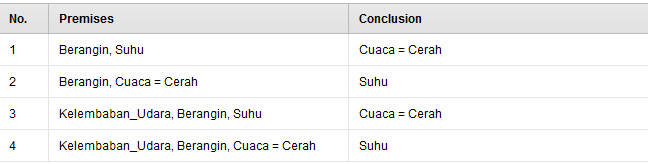 No. Premises Conclusion
1 Berangin, Suhu Cuaca = Cerah
2 Berangin, Cuaca = Cerah Suhu
3 Kelembaban_Udara, Berangin, Suhu Cuaca = Cerah
4 Kelembaban_Udara, Berangin, Cuaca = Cerah Suhu